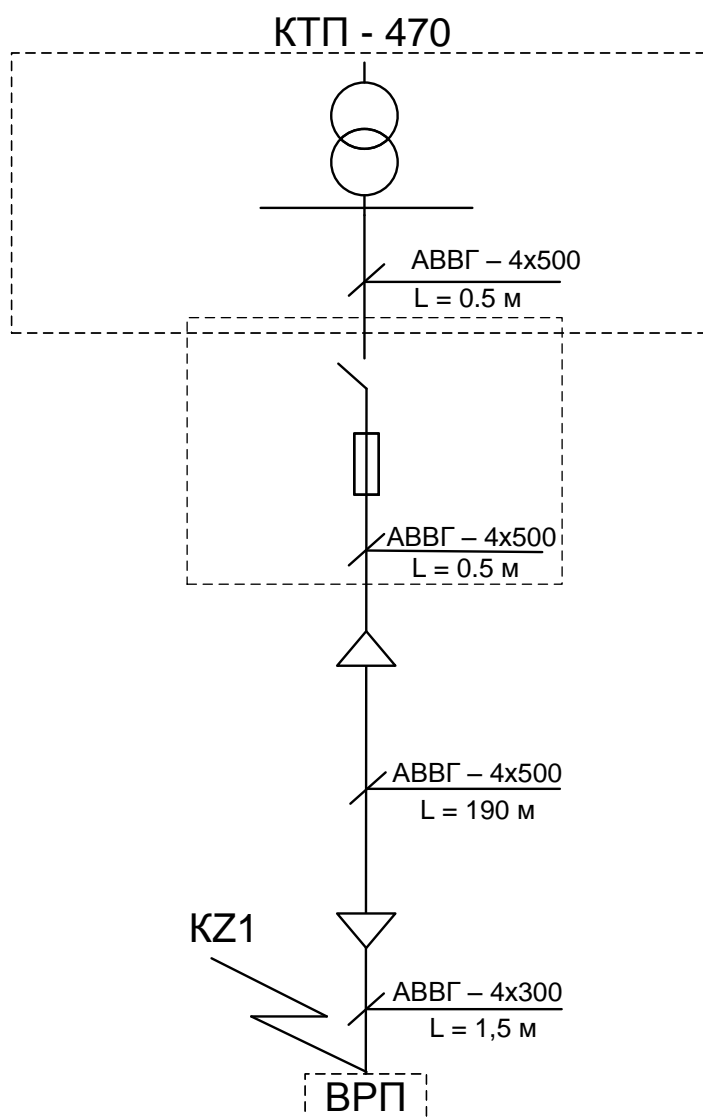 КТП - 470
АВВГ – 4х500
L = 0.5 м
АВВГ – 4х500
L = 0.5 м
АВВГ – 4х500
L = 190 м
KZ1
АВВГ – 4х300
L = 1,5 м
ВРП